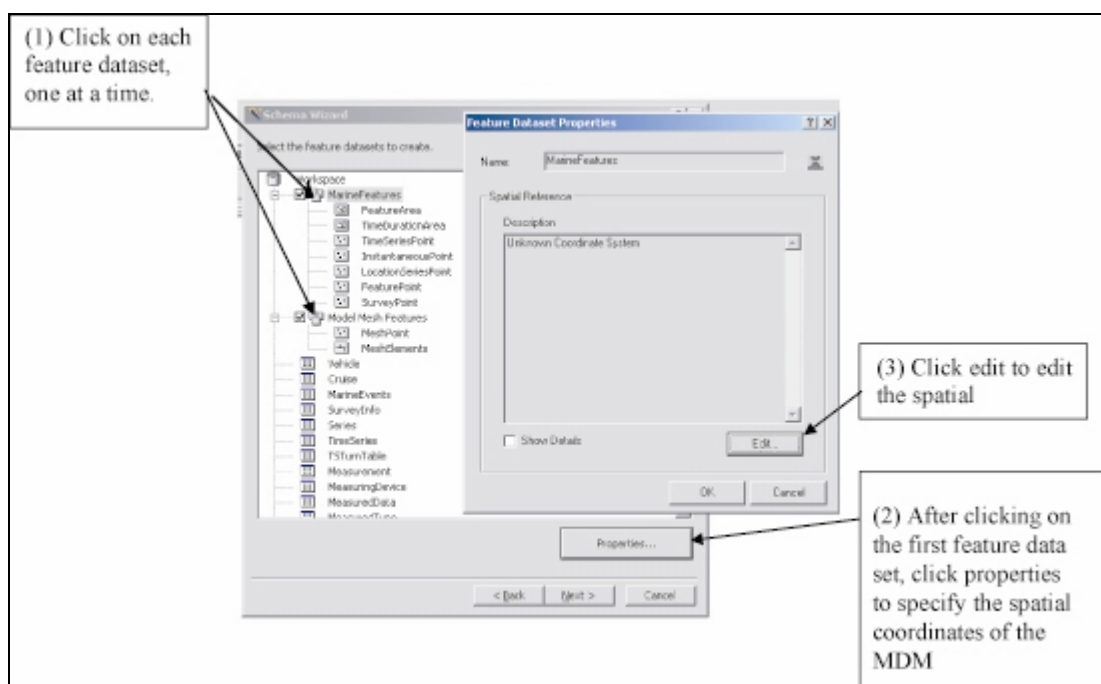 (1) Click on each
feature dataset,
one at a time.
Schema Wizard
Select the feature datasets to create.
Workspace
MarineFeatures
FeatureArea
TimeDurationArea
TimeSeriesPoint
InstantaneousPoint
LocationSeriesPoint
FeaturePoint
SurveyPoint
Model Mesh Features
MeshPoint
MeshElements
Vehicle
Cruise
MarineEvents
SurveyInfo
Series
TimeSeries
TSTurnTable
Measurement
MeasuringDevice
MeasuredData
MeasuredType
Properties...
< Back
Next >
Cancel
Feature Dataset Properties
Name:
MarineFeatures
Spatial Reference
Description
Unknown Coordinate System
Show Details
Edit...
OK
Cancel
(3) Click edit to edit
the spatial
(2) After clicking on
the first feature data
set, click properties
to specify the spatial
coordinates of the
MDM